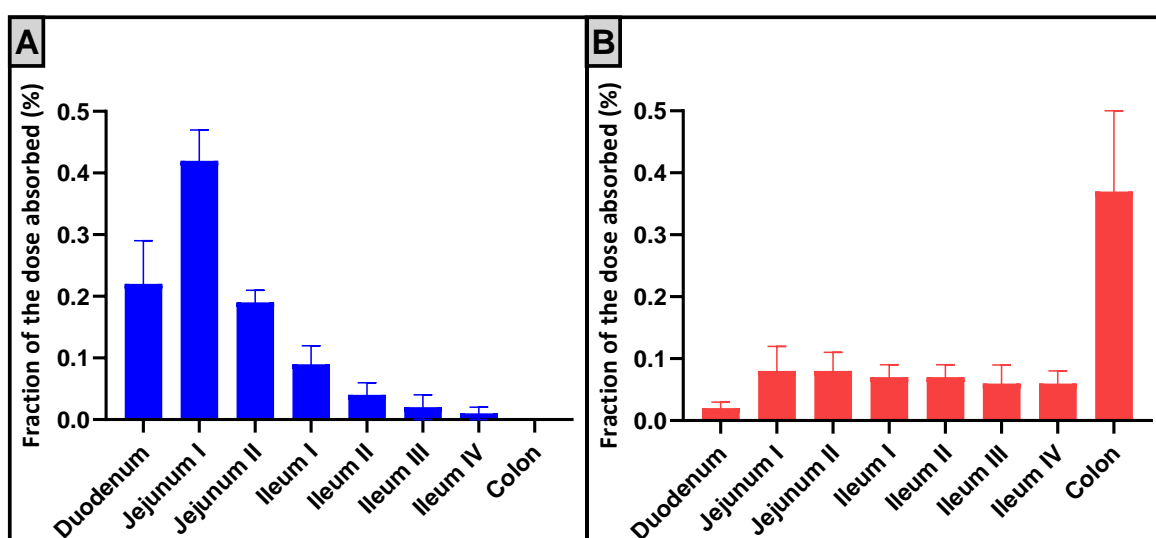 A
Fraction of the dose absorbed (%)
0.5
0.4
0.3
0.2
0.1
0.0
Duodenum
Jejunum I
Jejunum II
Ileum I
Ileum II
Ileum III
Ileum IV
Colon
B
Fraction of the dose absorbed (%)
0.5
0.4
0.3
0.2
0.1
0.0
Duodenum
Jejunum I
Jejunum II
Ileum I
Ileum II
Ileum III
Ileum IV
Colon